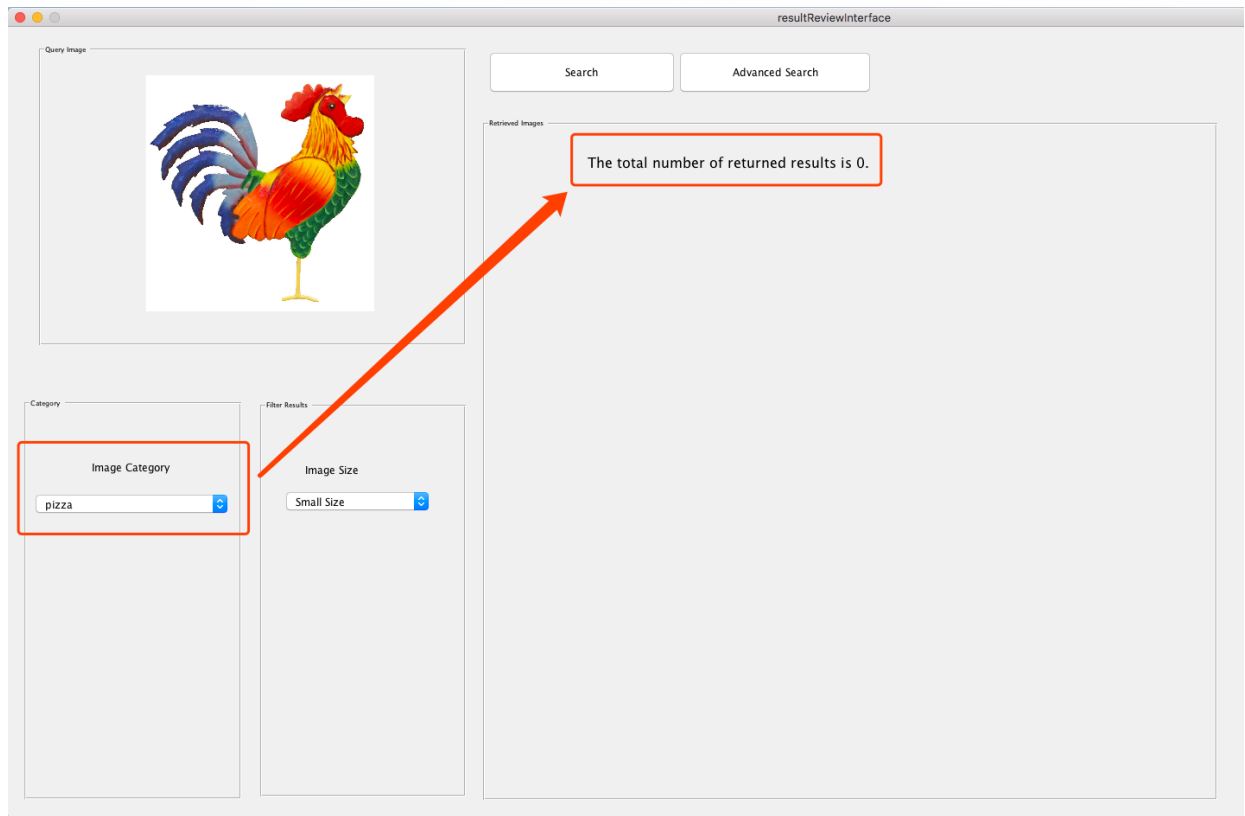 resultReviewInterface
Query Image
Search
Advanced Search
Retrieved Images
The total number of returned results is 0.
Category
Filter Results
Image Category
Image Size
pizza
Small Size